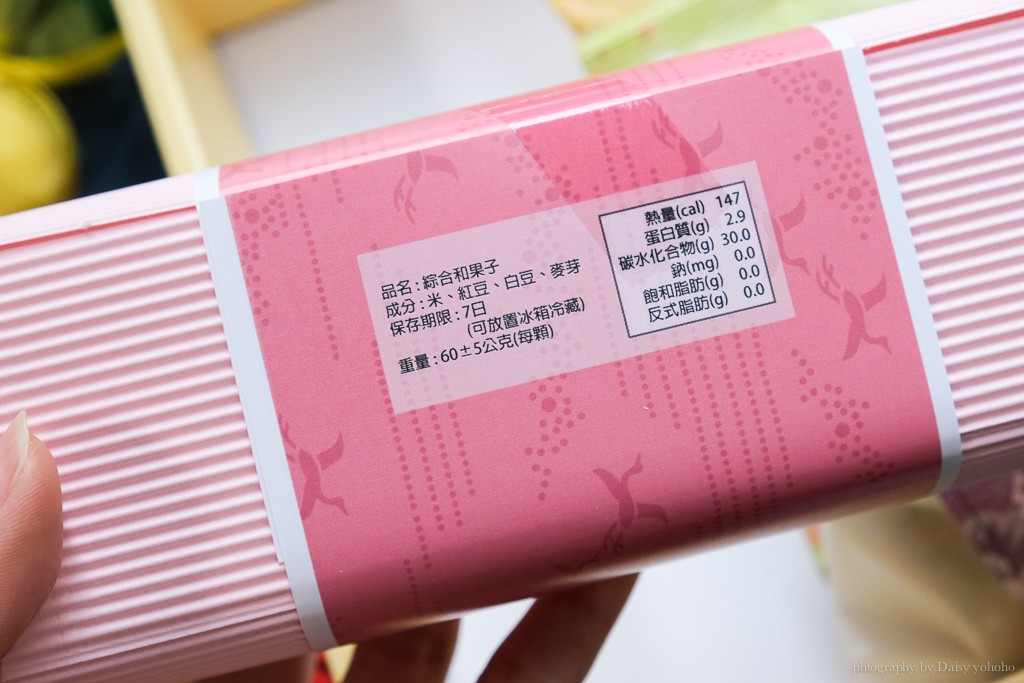 品名：綜合和果子
成分：米、紅豆、白豆、麥芽
保存期限：7日
(可放置冰箱冷藏)
重量：60±5公克(每顆)
熱量(cal) 147
蛋白質(g) 2.9
碳水化合物(g) 30.0
鈉(mg) 0.0
飽和脂肪(g) 0.0
反式脂肪(g) 0.0
phtography by Daisy yohoho